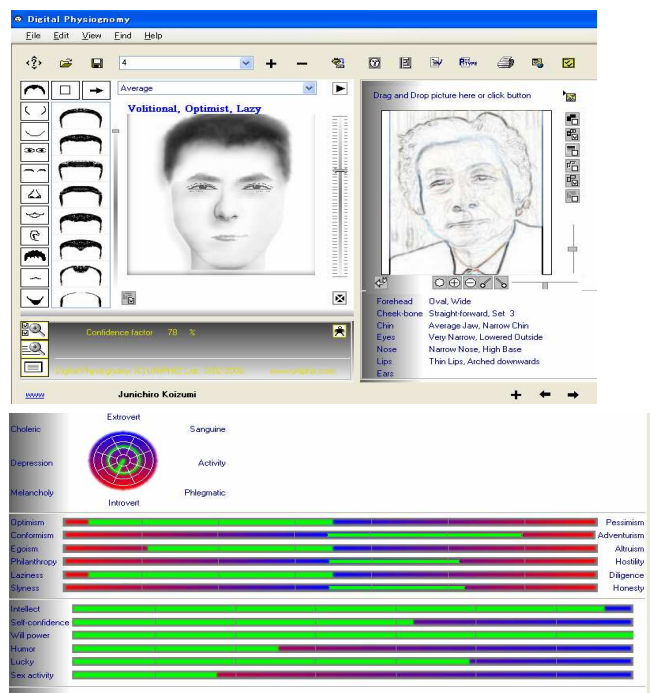 Digital Physiognomy
File Edit View Find Help
4
Average
Volitional, Optimist, Lazy
Drag and Drop picture here or click button
Forehead Oval, Wide
Cheek-bone Straight-forward, Set 3
Chin Average Jaw, Narrow Chin
Eyes Very Narrow, Lowered Outside
Nose Narrow Nose, High Base
Lips Thin Lips, Arched downwards
Ears
Confidence factor 78 %
www Junichiro Koizumi
Extrovert
Choleric Sanguine
Depression Activity
Melancholy Phlegmatic
Introvert
Optimism Pessimism
Conformism Adventurism
Egoism Altruism
Philanthropy Hostility
Laziness Diligence
Slyness Honesty
Intellect
Self-confidence
Will power
Humor
Lucky
Sex activity